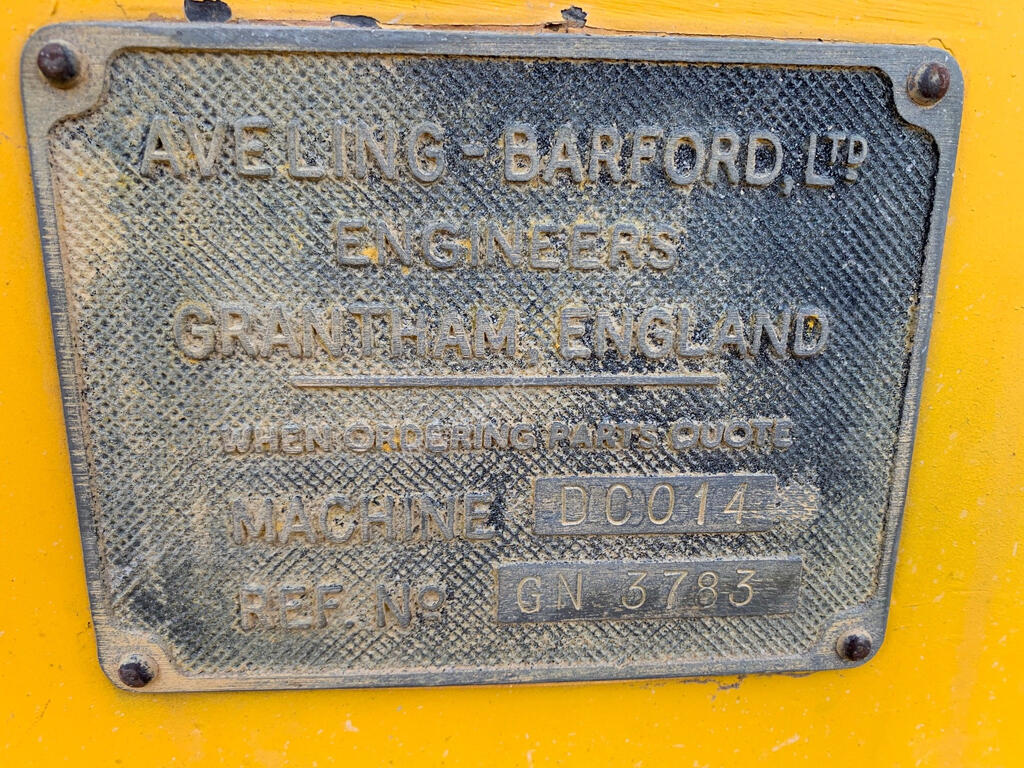 AVELING-BARFORD, LTD
ENGINEERS
GRANTHAM, ENGLAND
WHEN ORDERING PARTS QUOTE
MACHINE DC014
REF. No GN 3783